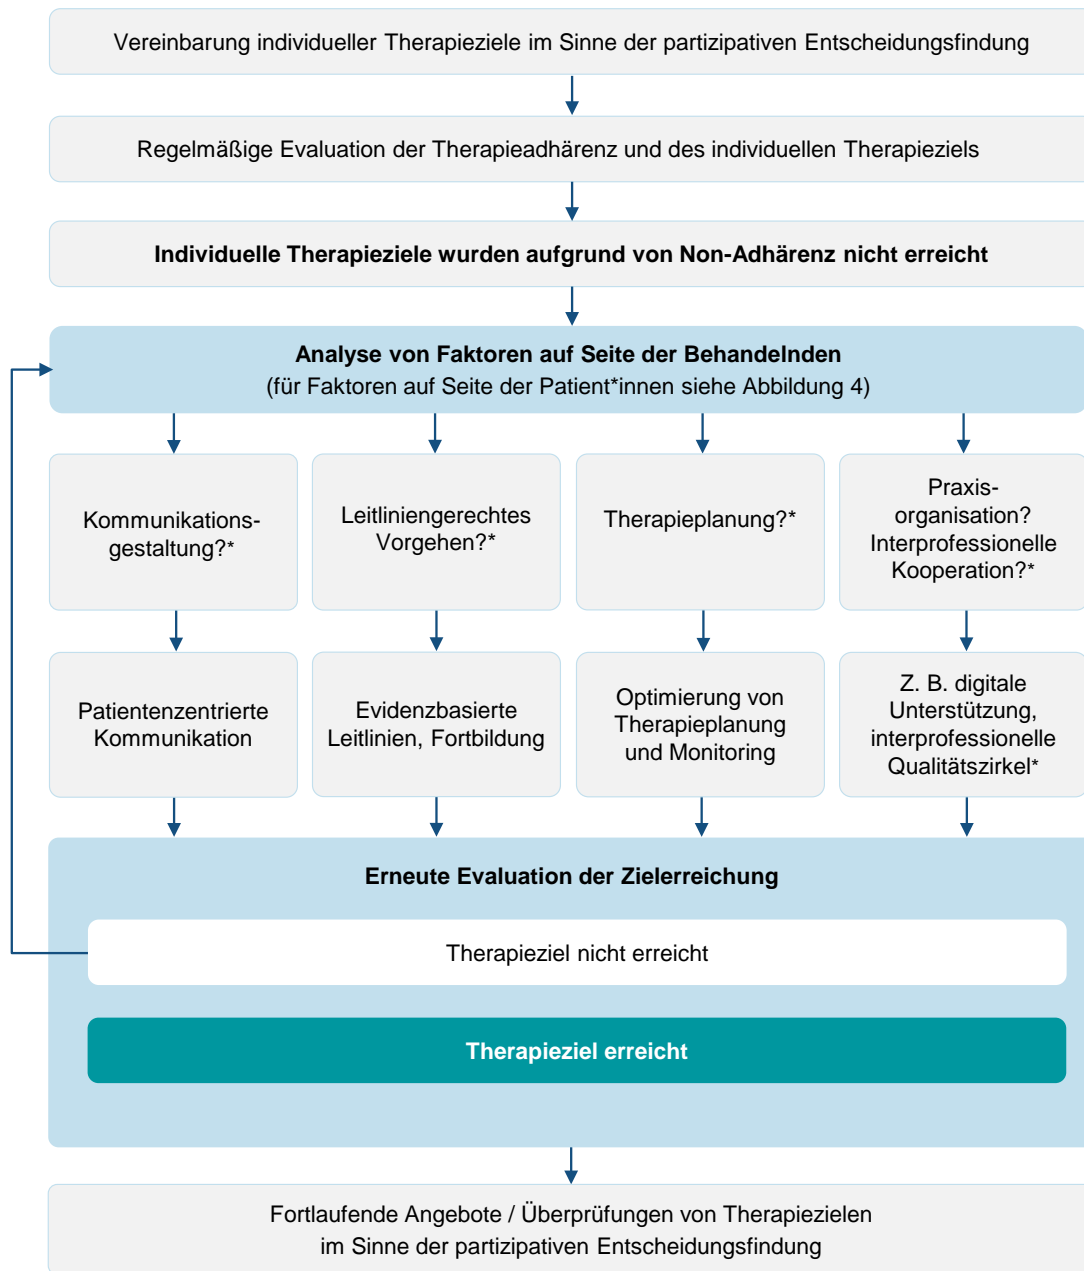 Vereinbarung individueller Therapieziele im Sinne der partizipativen Entscheidungsfindung
Regelmäßige Evaluation der Therapieadhärenz und des individuellen Therapieziels
Individuelle Therapieziele wurden aufgrund von Non-Adhärenz nicht erreicht
Analyse von Faktoren auf Seite der Behandelnden
(für Faktoren auf Seite der Patient*innen siehe Abbildung 4)
Kommunikations-
gestaltung?*
Leitliniengerechtes
Vorgehen?*
Therapieplanung?*
Praxis-
organisation?
Interprofessionelle
Kooperation?*
Patientenzentrierte
Kommunikation
Evidenzbasierte
Leitlinien, Fortbildung
Optimierung von
Therapieplanung
und Monitoring
Z. B. digitale
Unterstützung,
interprofessionelle
Qualitätszirkel*
Erneute Evaluation der Zielerreichung
Therapieziel nicht erreicht
Therapieziel erreicht
Fortlaufende Angebote / Überprüfungen von Therapiezielen
im Sinne der partizipativen Entscheidungsfindung